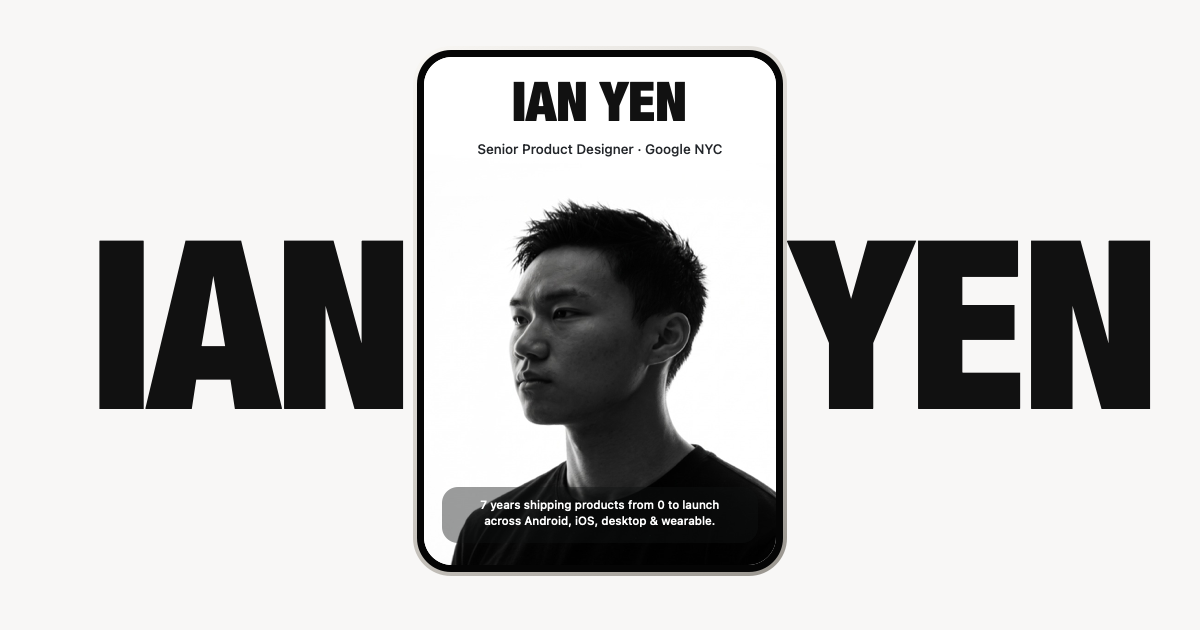 IAN YEN
Senior Product Designer · Google NYC
IAN YEN
7 years shipping products from 0 to launch
across Android, iOS, desktop & wearable.